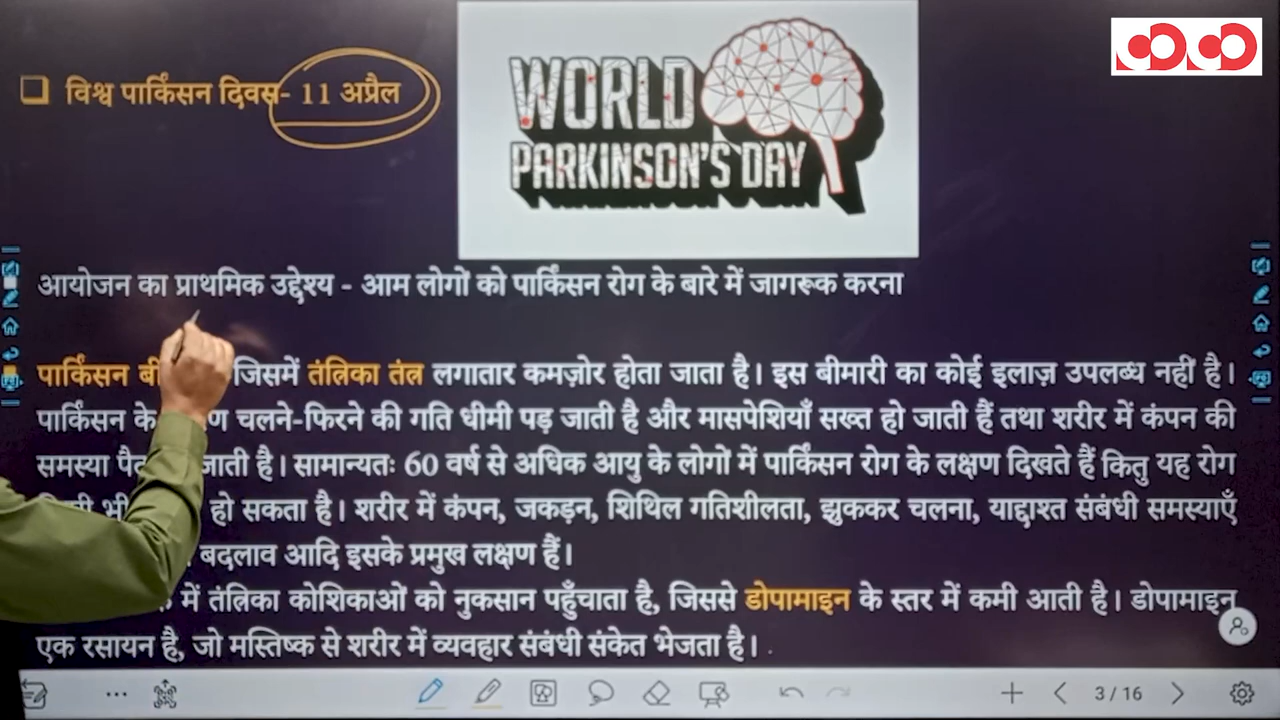 विश्व पार्किंसन दिवस- 11 अप्रैल
WORLD
PARKINSON'S DAY
आयोजन का प्राथमिक उद्देश्य - आम लोगों को पार्किंसन रोग के बारे में जागरूक करना
पार्किंसन जिसमें तंत्रिका तंत्र लगातार कमज़ोर होता जाता है। इस बीमारी का कोई इलाज़ उपलब्ध नहीं है।
पार्किंसन के चलने-फिरने की गति धीमी पड़ जाती है और मासपेशियाँ सख्त हो जाती हैं तथा शरीर में कंपन की
समस्या जाती है। सामान्यतः 60 वर्ष से अधिक आयु के लोगों में पार्किंसन रोग के लक्षण दिखते हैं किंतु यह रोग
हो सकता है। शरीर में कंपन, जकड़न, शिथिल गतिशीलता, झुककर चलना, याद्दाश्त संबंधी समस्याएँ
बदलाव आदि इसके प्रमुख लक्षण हैं।
में तंत्रिका कोशिकाओं को नुकसान पहुँचाता है, जिससे डोपामाइन के स्तर में कमी आती है। डोपामाइन
एक रसायन है, जो मस्तिष्क से शरीर में व्यवहार संबंधी संकेत भेजता है।
3 / 16